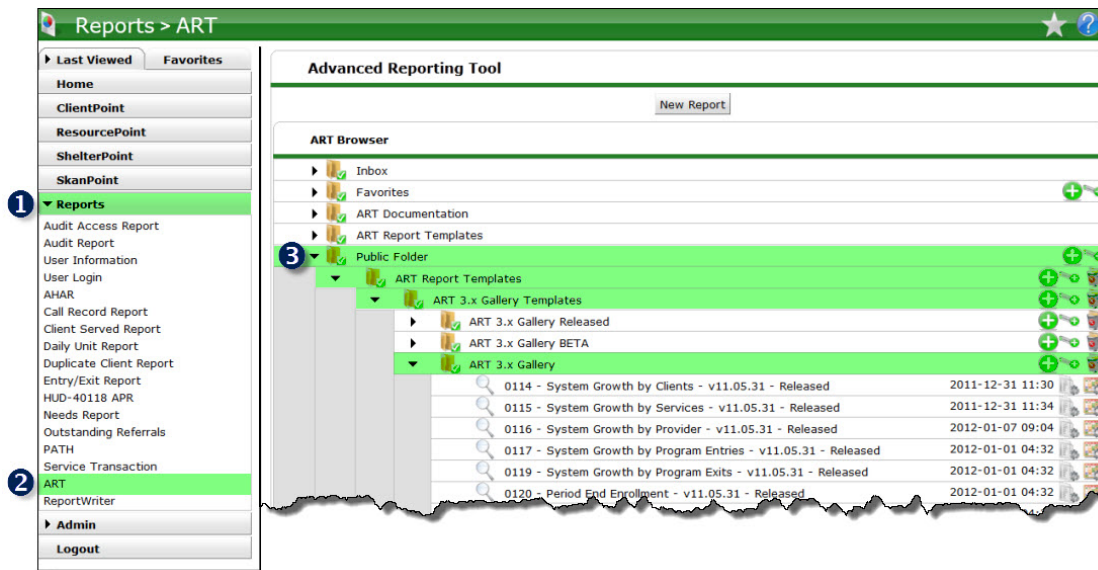 Reports > ART
?
Last Viewed Favorites
Home
ClientPoint
ResourcePoint
ShelterPoint
SkanPoint
1 Reports
Audit Access Report
Audit Report
User Information
User Login
AHAR
Call Record Report
Client Served Report
Daily Unit Report
Duplicate Client Report
Entry/Exit Report
HUD-40118 APR
Needs Report
Outstanding Referrals
PATH
Service Transaction
2 ART
ReportWriter
Admin
Logout
Advanced Reporting Tool
New Report
ART Browser
Inbox
Favorites
ART Documentation
ART Report Templates
3 Public Folder
ART Report Templates
ART 3.x Gallery Templates
ART 3.x Gallery Released
ART 3.x Gallery BETA
ART 3.x Gallery
0114 - System Growth by Clients - v11.05.31 - Released 2011-12-31 11:30
0115 - System Growth by Services - v11.05.31 - Released 2011-12-31 11:34
0116 - System Growth by Provider - v11.05.31 - Released 2012-01-07 09:04
0117 - System Growth by Program Entries - v11.05.31 - Released 2012-01-01 04:32
0119 - System Growth by Program Exits - v11.05.31 - Released 2012-01-01 04:32
0120 - Period End Enrollment - v11.05.31 - Released 2012-01-01 04:32